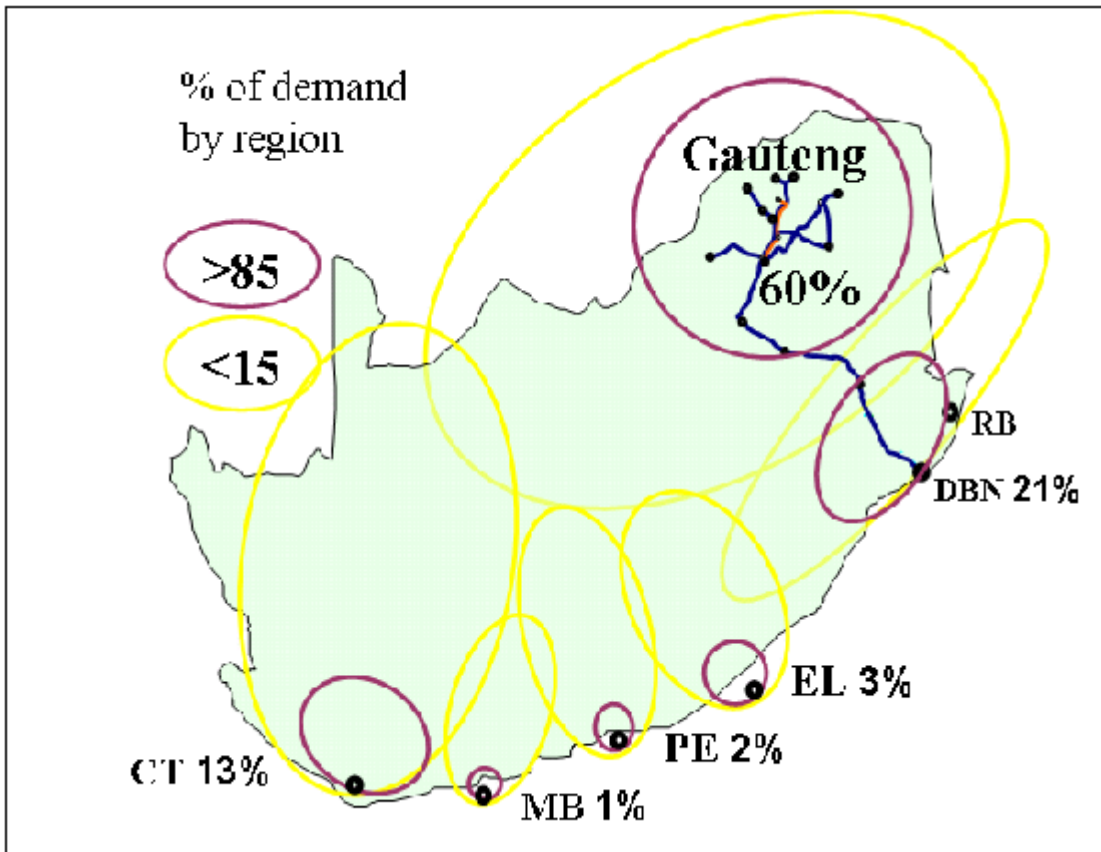 % of demand
by region
Gauteng
>85
60%
<15
RB
DBN 21%
EL 3%
PE 2%
CT 13%
MB 1%